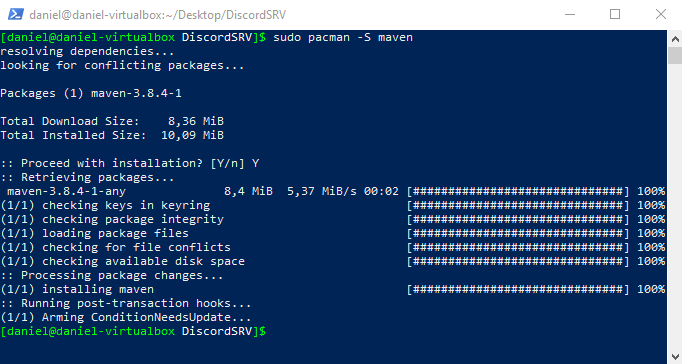 daniel@daniel-virtualbox:~/Desktop/DiscordSRV
[daniel@daniel-virtualbox DiscordSRV]$ sudo pacman -S maven
resolving dependencies...
looking for conflicting packages...
Packages (1) maven-3.8.4-1
Total Download Size:    8,36 MiB
Total Installed Size:  10,09 MiB
:: Proceed with installation? [Y/n] Y
:: Retrieving packages...
 maven-3.8.4-1-any               8,4 MiB  5,37 MiB/s 00:02 [##############################] 100%
(1/1) checking keys in keyring                             [##############################] 100%
(1/1) checking package integrity                           [##############################] 100%
(1/1) loading package files                                [##############################] 100%
(1/1) checking for file conflicts                          [##############################] 100%
(1/1) checking available disk space                        [##############################] 100%
:: Processing package changes...
(1/1) installing maven                                     [##############################] 100%
:: Running post-transaction hooks...
(1/1) Arming ConditionNeedsUpdate...
[daniel@daniel-virtualbox DiscordSRV]$